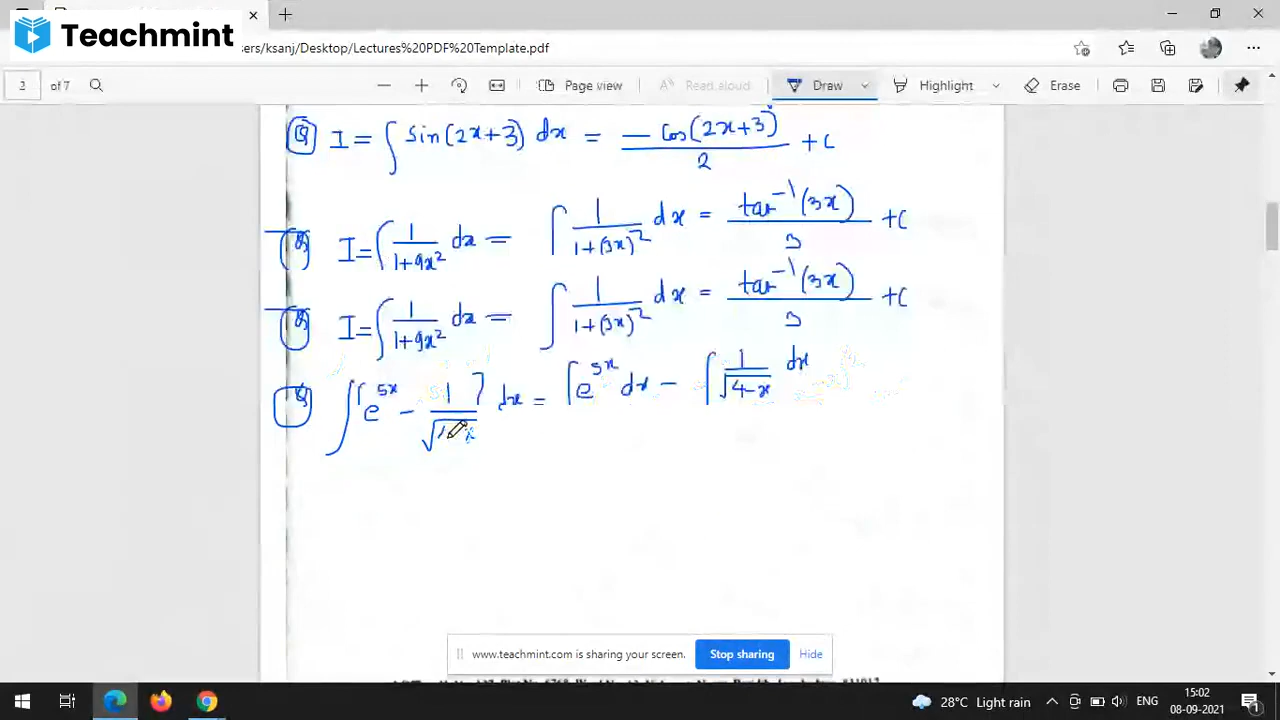 Teachmint
ers/ksanj/Desktop/Lectures%20PDF%20Template.pdf
2 of 7 Page view Read aloud Draw Highlight Erase
Q I = ∫ sin(2x+3) dx = − cos(2x+3) / 2 + C
Q I = ∫ 1/(1+9x²) dx = ∫ 1/(1+(3x)²) dx = tan⁻¹(3x) / 3 + C
Q I = ∫ 1/(1+9x²) dx = ∫ 1/(1+(3x)²) dx = tan⁻¹(3x) / 3 + C
Q ∫ [e^5x − 1/√ ] dx = ∫ e^5x dx − ∫ 1/√(4−x) dx
www.teachmint.com is sharing your screen. Stop sharing Hide
28°C Light rain ENG 15:02
08-09-2021 1